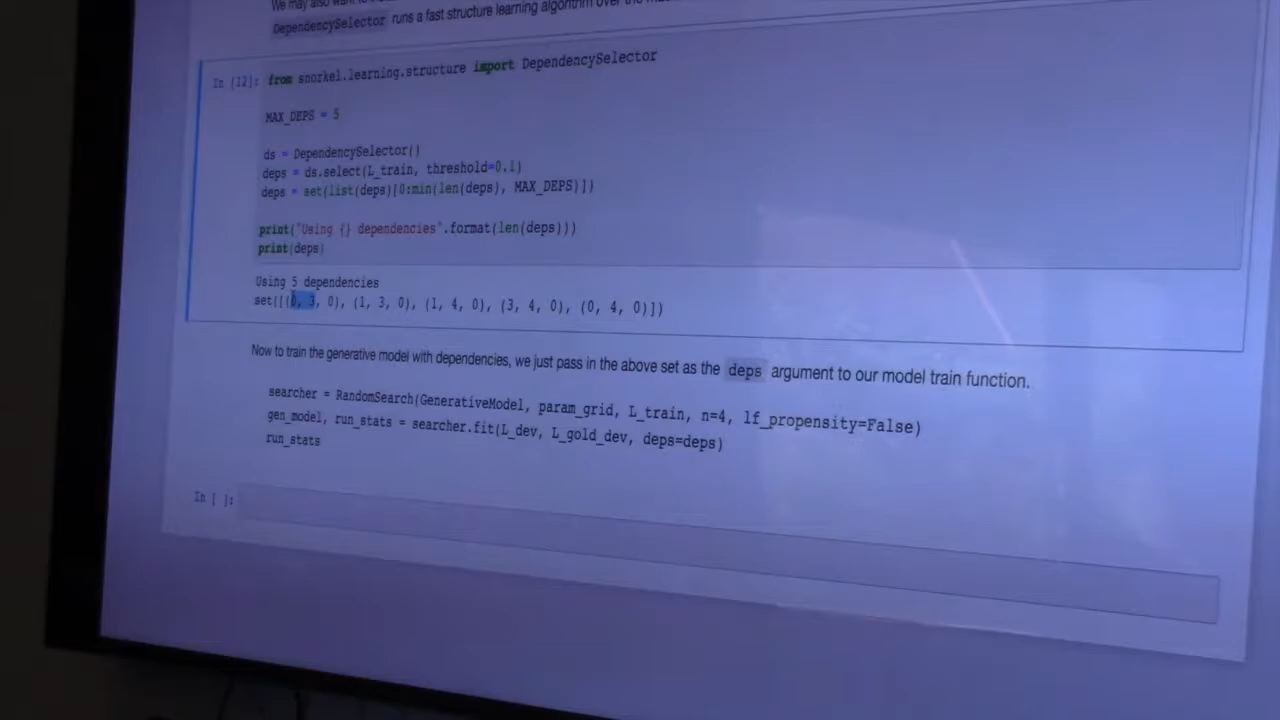 We may also want to
DependencySelector runs a fast structure learning algorithm over the
In [12]: from snorkel.learning.structure import DependencySelector
MAX_DEPS = 5
ds = DependencySelector()
deps = ds.select(L_train, threshold=0.1)
deps = set(list(deps)[0:min(len(deps), MAX_DEPS)])
print("Using {} dependencies".format(len(deps)))
print(deps)
Using 5 dependencies
set([(0, 3, 0), (1, 3, 0), (1, 4, 0), (3, 4, 0), (0, 4, 0)])
Now to train the generative model with dependencies, we just pass in the above set as the deps argument to our model train function.
searcher = RandomSearch(GenerativeModel, param_grid, L_train, n=4, lf_propensity=False)
gen_model, run_stats = searcher.fit(L_dev, L_gold_dev, deps=deps)
run_stats
In [ ]: